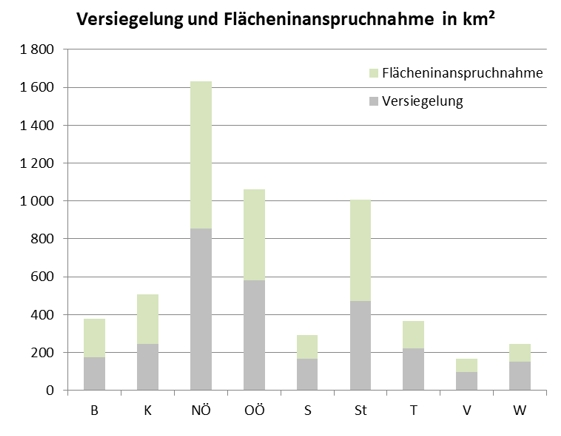 Versiegelung und Flächeninanspruchnahme in km²
1 800
1 600
1 400
1 200
1 000
800
600
400
200
0
Flächeninanspruchnahme
Versiegelung
B K NÖ OÖ S St T V W